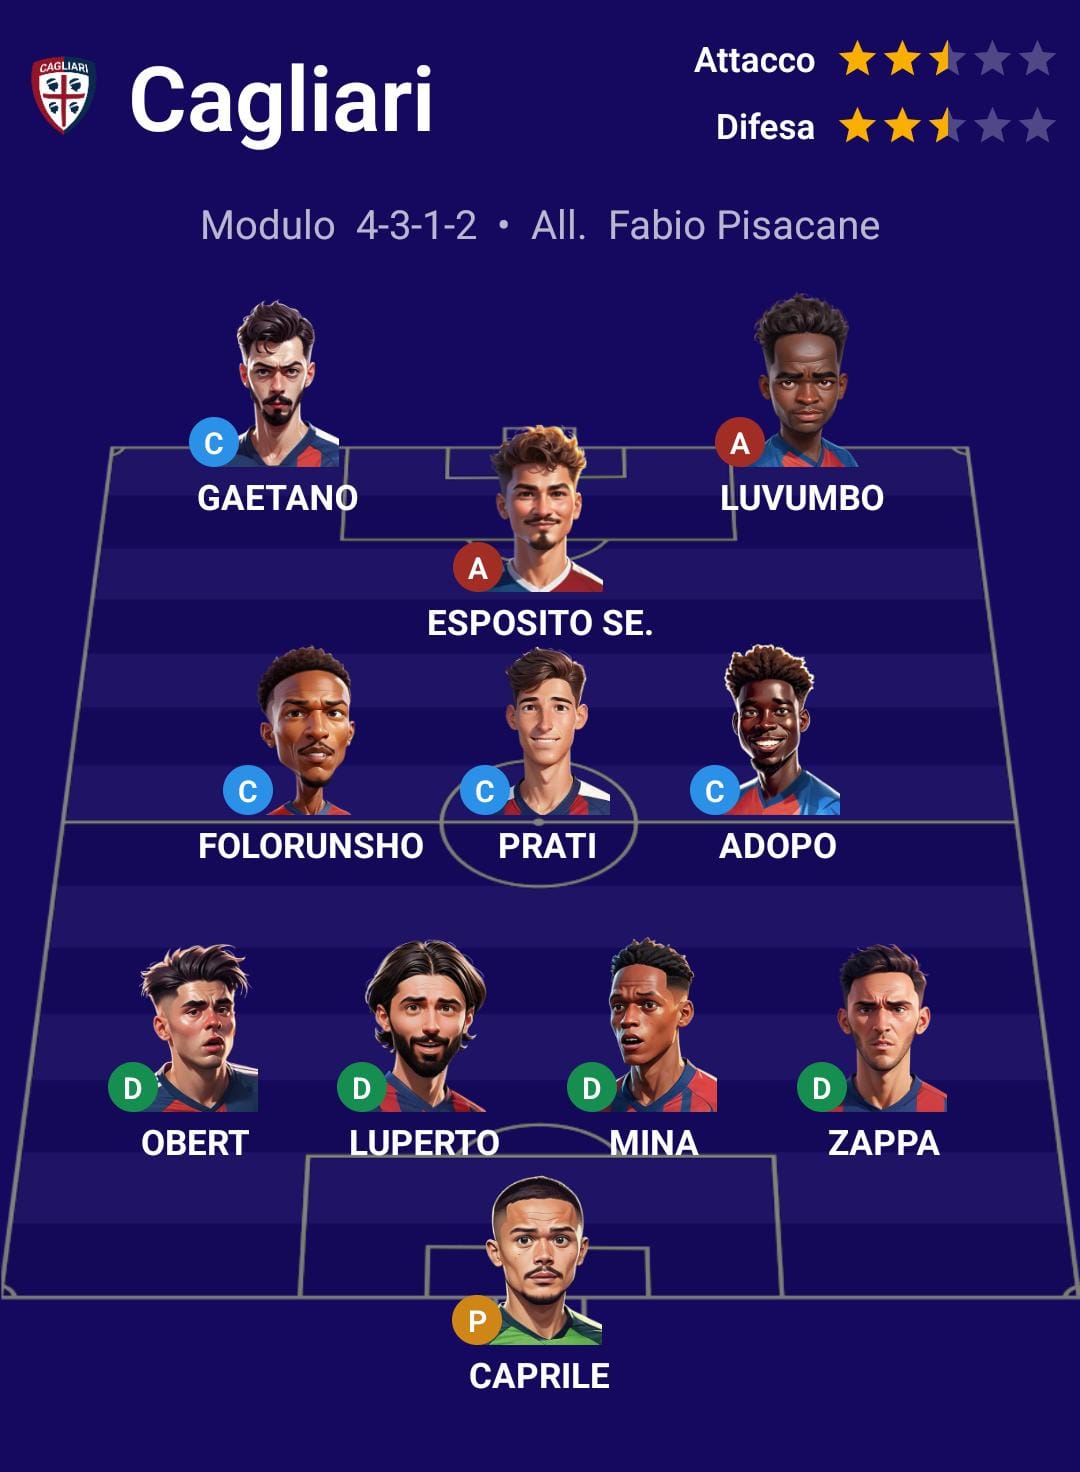 CAGLIARI
Cagliari
Attacco
Difesa
Modulo 4-3-1-2 • All. Fabio Pisacane
C
GAETANO
A
LUVUMBO
A
ESPOSITO SE.
C
FOLORUNSHO
C
PRATI
C
ADOPO
D
OBERT
D
LUPERTO
D
MINA
D
ZAPPA
P
CAPRILE